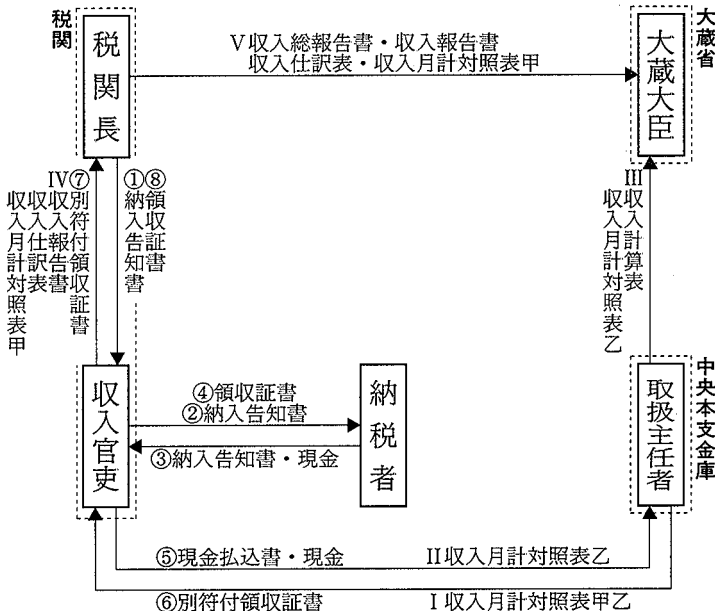 税関
税関長
V収入総報告書・収入報告書
収入仕訳表・収入月計対照表甲
大蔵大臣
大蔵省
⑧領収証書
①納入告知書
⑦別符付領収証書
Ⅳ収入報告書
収入仕訳表
収入月計対照表甲
Ⅲ収入計算表
収入月計対照表乙
収入官吏
④領収証書
②納入告知書
③納入告知書・現金
納税者
取扱主任者
中央本支金庫
⑤現金払込書・現金
Ⅱ収入月計対照表乙
⑥別符付領収証書
Ⅰ収入月計対照表甲乙